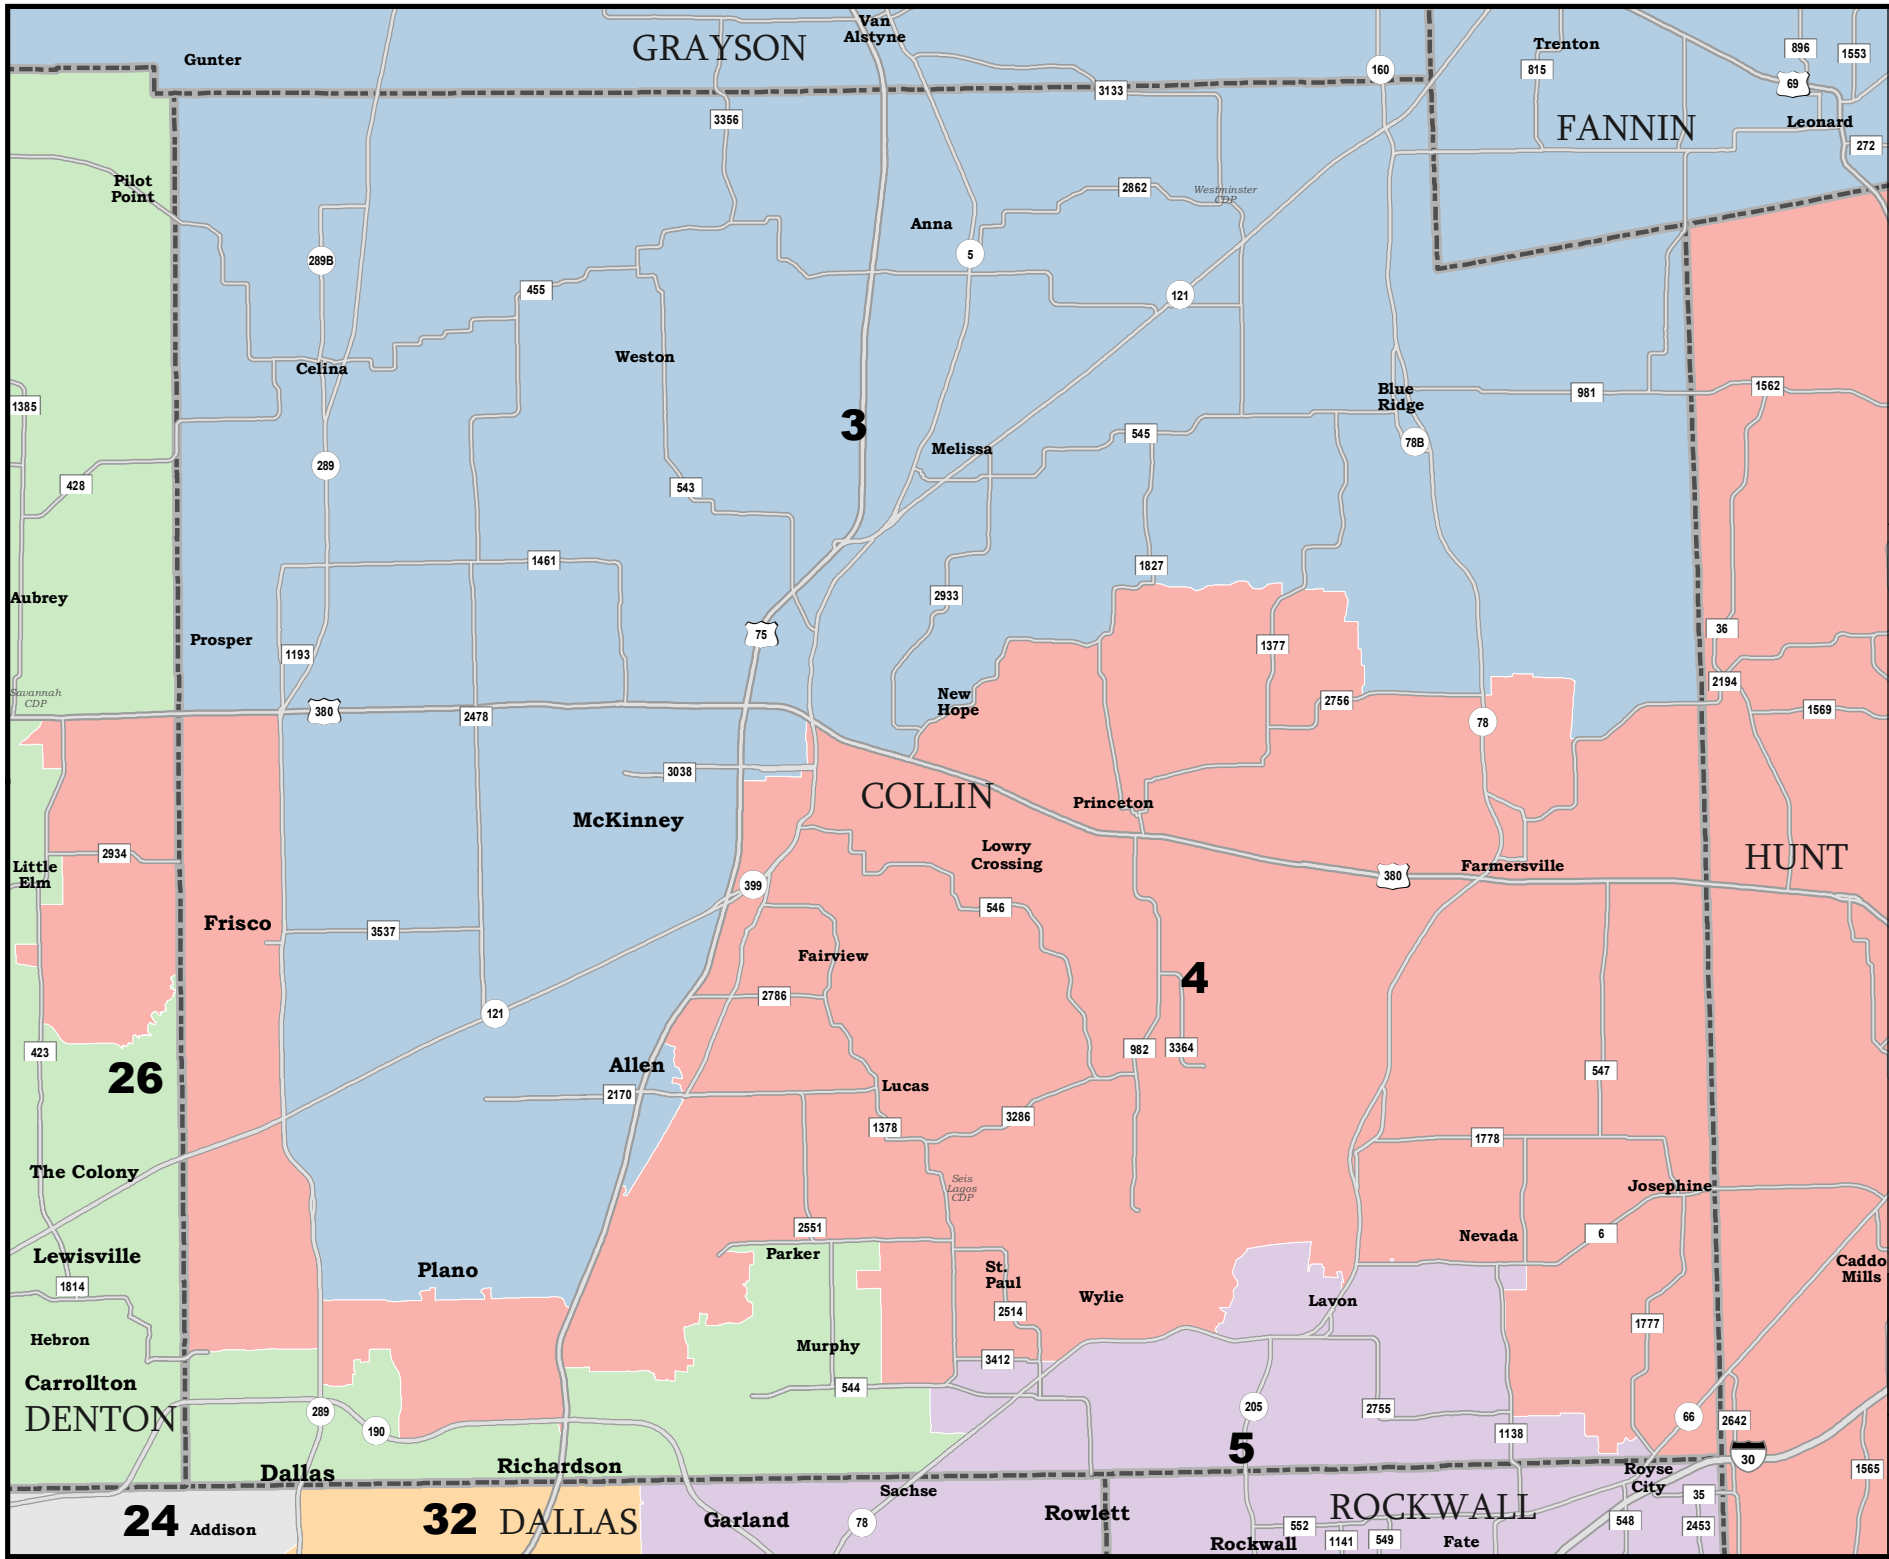 Van
Alstyne
GRAYSON
Gunter
Trenton
896
1553
815
160
69
3133
3356
FANNIN
Leonard
272
Pilot
Point
2862
Westminster
CDP
Anna
5
289B
455
121
Weston
Celina
Blue
Ridge
981
1562
1385
3
545
78B
Melissa
289
428
543
1461
1827
2933
Aubrey
Prosper
75
36
1377
1193
2194
Savannah
CDP
New
Hope
2756
380
2478
78
1569
3038
COLLIN
Princeton
McKinney
2934
Lowry
Crossing
HUNT
Little
Elm
Farmersville
380
399
546
Frisco
3537
Fairview
4
2786
121
423
982
3364
26
Allen
547
2170
Lucas
3286
1378
1778
The Colony
Seis
Lagos
CDP
Josephine
2551
6
Nevada
Parker
Lewisville
Caddo
Mills
Plano
St.
Paul
1814
Wylie
Lavon
2514
1777
Hebron
Murphy
3412
Carrollton
544
DENTON
289
190
205
2755
66
2642
1138
5
30
Dallas
Richardson
Royse
City
1565
Sachse
35
24
Addison
32
DALLAS
Garland
78
Rowlett
ROCKWALL
552
1141
549
548
2453
Rockwall
Fate